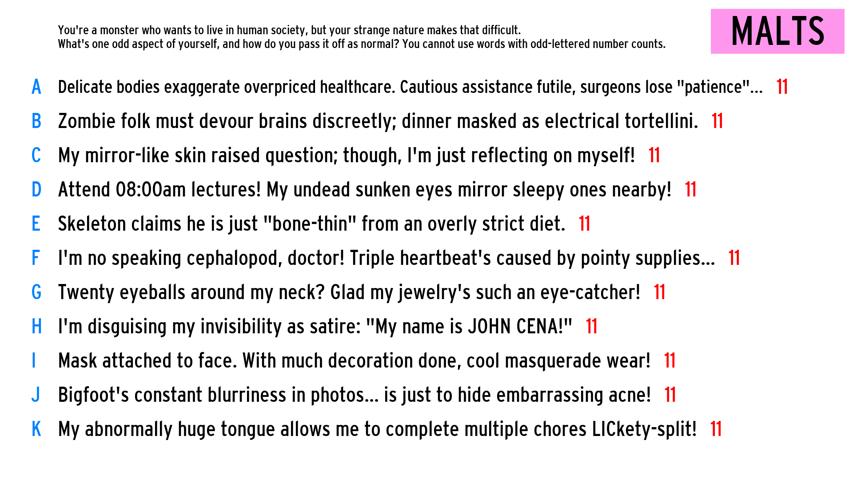 You're a monster who wants to live in human society, but your strange nature makes that difficult.
What's one odd aspect of yourself, and how do you pass it off as normal? You cannot use words with odd-lettered number counts.
MALTS
A Delicate bodies exaggerate overpriced healthcare. Cautious assistance futile, surgeons lose "patience"... 11
B Zombie folk must devour brains discreetly; dinner masked as electrical tortellini. 11
C My mirror-like skin raised question; though, I'm just reflecting on myself! 11
D Attend 08:00am lectures! My undead sunken eyes mirror sleepy ones nearby! 11
E Skeleton claims he is just "bone-thin" from an overly strict diet. 11
F I'm no speaking cephalopod, doctor! Triple heartbeat's caused by pointy supplies... 11
G Twenty eyeballs around my neck? Glad my jewelry's such an eye-catcher! 11
H I'm disguising my invisibility as satire: "My name is JOHN CENA!" 11
I Mask attached to face. With much decoration done, cool masquerade wear! 11
J Bigfoot's constant blurriness in photos... is just to hide embarrassing acne! 11
K My abnormally huge tongue allows me to complete multiple chores LICkety-split! 11